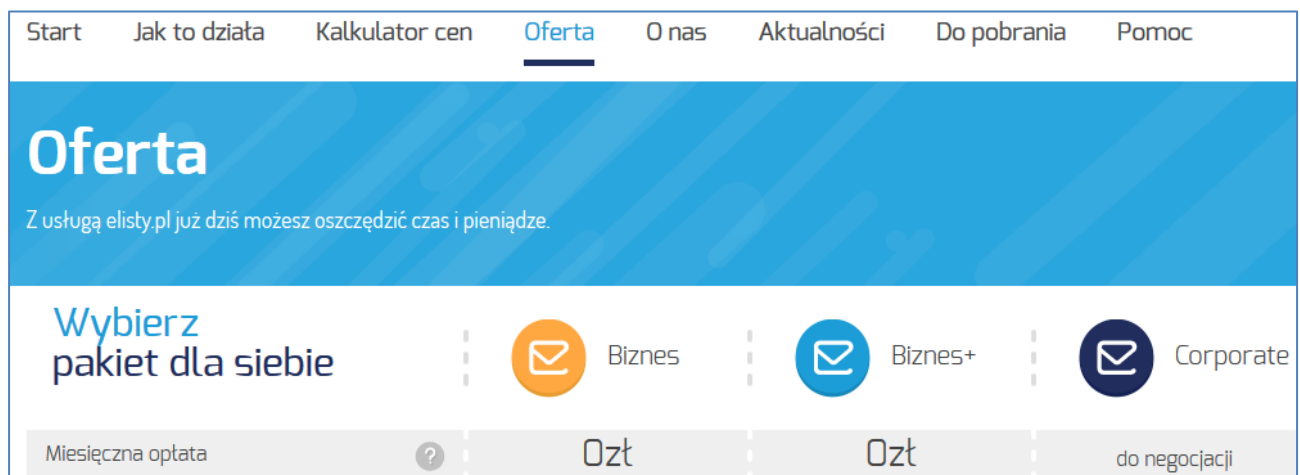 Start Jak to działa Kalkulator cen Oferta O nas Aktualności Do pobrania Pomoc
Oferta
Z usługą elisty.pl już dziś możesz oszczędzić czas i pieniądze.
Wybierz
pakiet dla siebie
Biznes Biznes+ Corporate
Miesięczna opłata ? 0zł 0zł do negocjacji